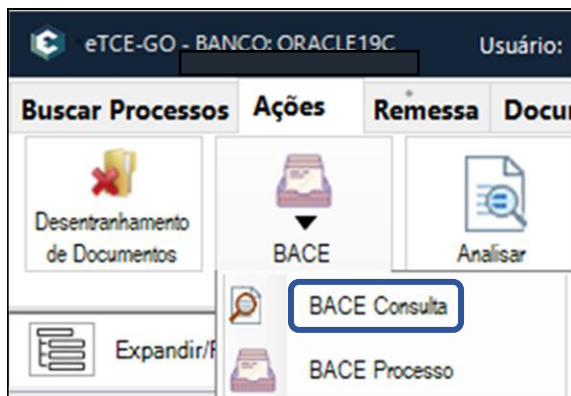 eTCE-GO - BANCO: ORACLE19C Usuário:
Buscar Processos Ações Remessa
Desentranhamento
de Documentos
BACE
Analisar
BACE Consulta
Expandir/
BACE Processo